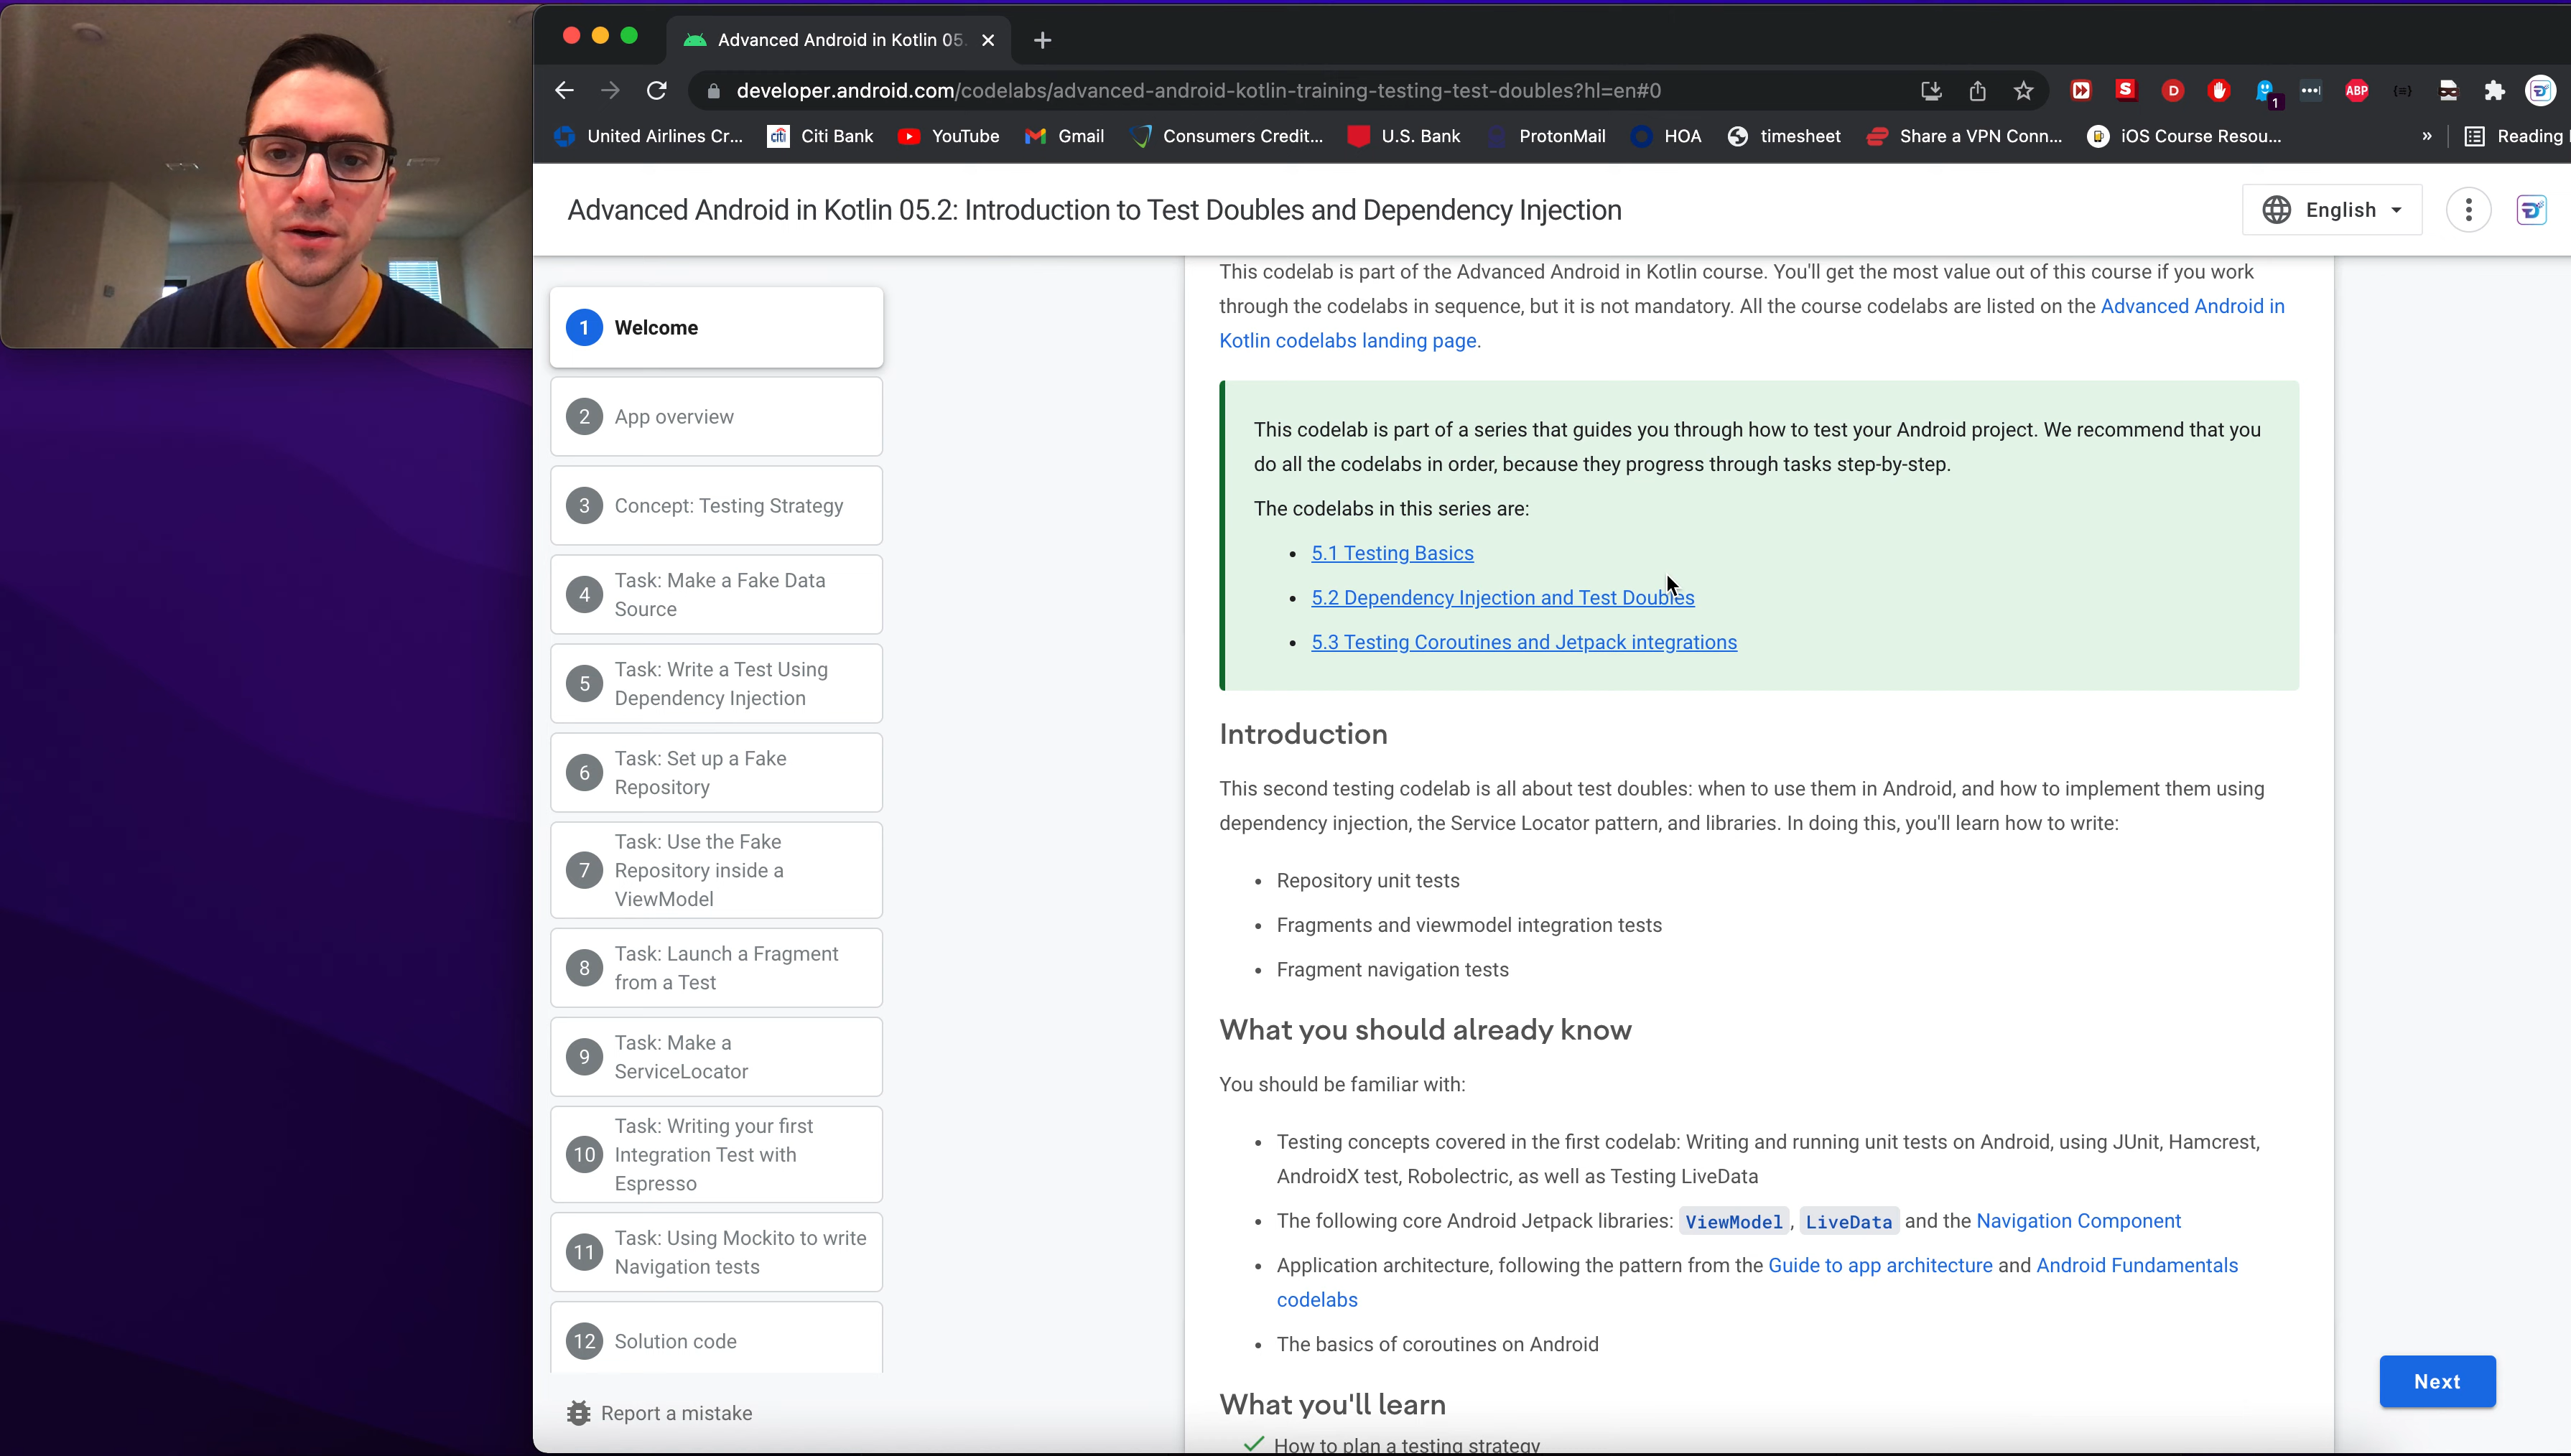 Advanced Android in Kotlin 05.
developer.android.com/codelabs/advanced-android-kotlin-training-testing-test-doubles?hl=en#0
S
D
1
ABP
United Airlines Cr...
citi
Citi Bank
YouTube
Gmail
Consumers Credit...
U.S. Bank
ProtonMail
HOA
timesheet
Share a VPN Conn...
iOS Course Resou...
»
Reading
Advanced Android in Kotlin 05.2: Introduction to Test Doubles and Dependency Injection
English
1 Welcome
2 App overview
3 Concept: Testing Strategy
4 Task: Make a Fake Data
Source
5 Task: Write a Test Using
Dependency Injection
6 Task: Set up a Fake
Repository
7 Task: Use the Fake
Repository inside a
ViewModel
8 Task: Launch a Fragment
from a Test
9 Task: Make a
ServiceLocator
10 Task: Writing your first
Integration Test with
Espresso
11 Task: Using Mockito to write
Navigation tests
12 Solution code
Report a mistake
This codelab is part of the Advanced Android in Kotlin course. You'll get the most value out of this course if you work
through the codelabs in sequence, but it is not mandatory. All the course codelabs are listed on the Advanced Android in
Kotlin codelabs landing page.
This codelab is part of a series that guides you through how to test your Android project. We recommend that you
do all the codelabs in order, because they progress through tasks step-by-step.
The codelabs in this series are:
• 5.1 Testing Basics
• 5.2 Dependency Injection and Test Doubles
• 5.3 Testing Coroutines and Jetpack integrations
Introduction
This second testing codelab is all about test doubles: when to use them in Android, and how to implement them using
dependency injection, the Service Locator pattern, and libraries. In doing this, you'll learn how to write:
• Repository unit tests
• Fragments and viewmodel integration tests
• Fragment navigation tests
What you should already know
You should be familiar with:
• Testing concepts covered in the first codelab: Writing and running unit tests on Android, using JUnit, Hamcrest,
AndroidX test, Robolectric, as well as Testing LiveData
• The following core Android Jetpack libraries: ViewModel, LiveData and the Navigation Component
• Application architecture, following the pattern from the Guide to app architecture and Android Fundamentals
codelabs
• The basics of coroutines on Android
What you'll learn
How to plan a testing strategy
Next